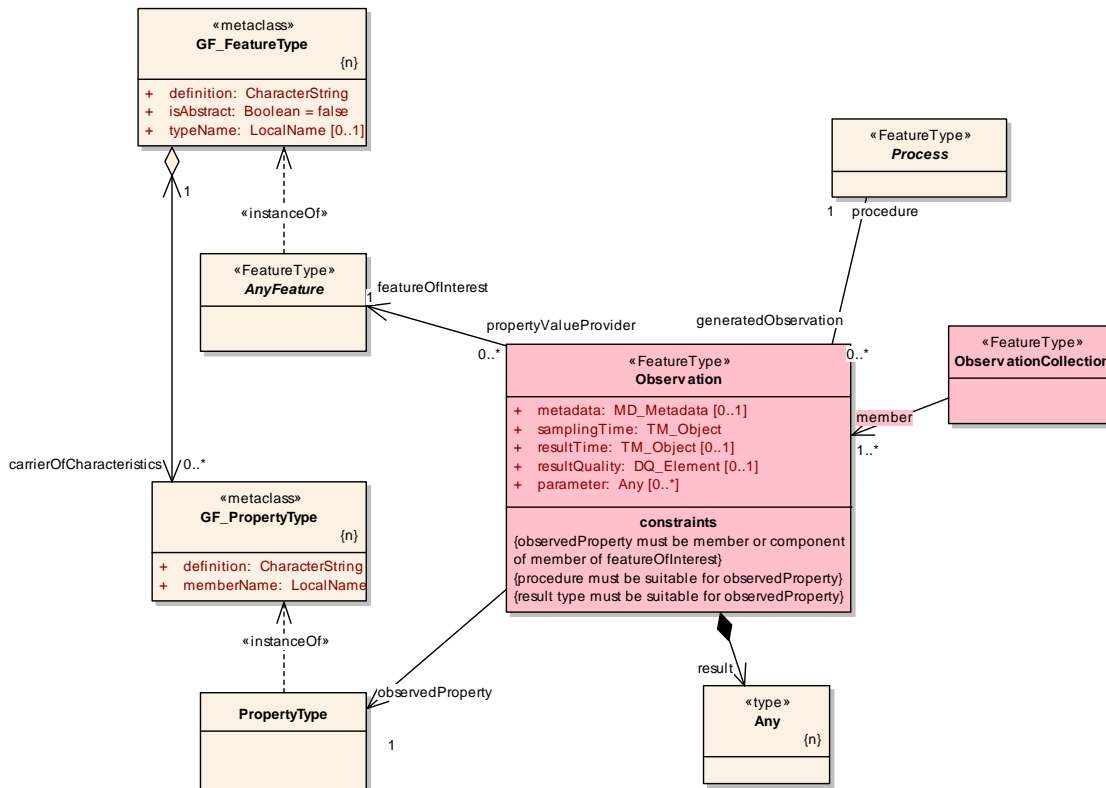 «metaclass»
GF_FeatureType
{n}
+ definition: CharacterString
+ isAbstract: Boolean = false
+ typeName: LocalName [0..1]
1
«instanceOf»
«FeatureType»
Process
1 procedure
«FeatureType»
AnyFeature
1
featureOfInterest
propertyValueProvider
0..*
generatedObservation
0..*
«FeatureType»
ObservationCollection
member
1..*
«FeatureType»
Observation
+ metadata: MD_Metadata [0..1]
+ samplingTime: TM_Object
+ resultTime: TM_Object [0..1]
+ resultQuality: DQ_Element [0..1]
+ parameter: Any [0..*]
constraints
{observedProperty must be member or component
of member of featureOfInterest}
{procedure must be suitable for observedProperty}
{result type must be suitable for observedProperty}
carrierOfCharacteristics
0..*
«metaclass»
GF_PropertyType
{n}
+ definition: CharacterString
+ memberName: LocalName
«instanceOf»
PropertyType
observedProperty
1
result
«type»
Any
{n}